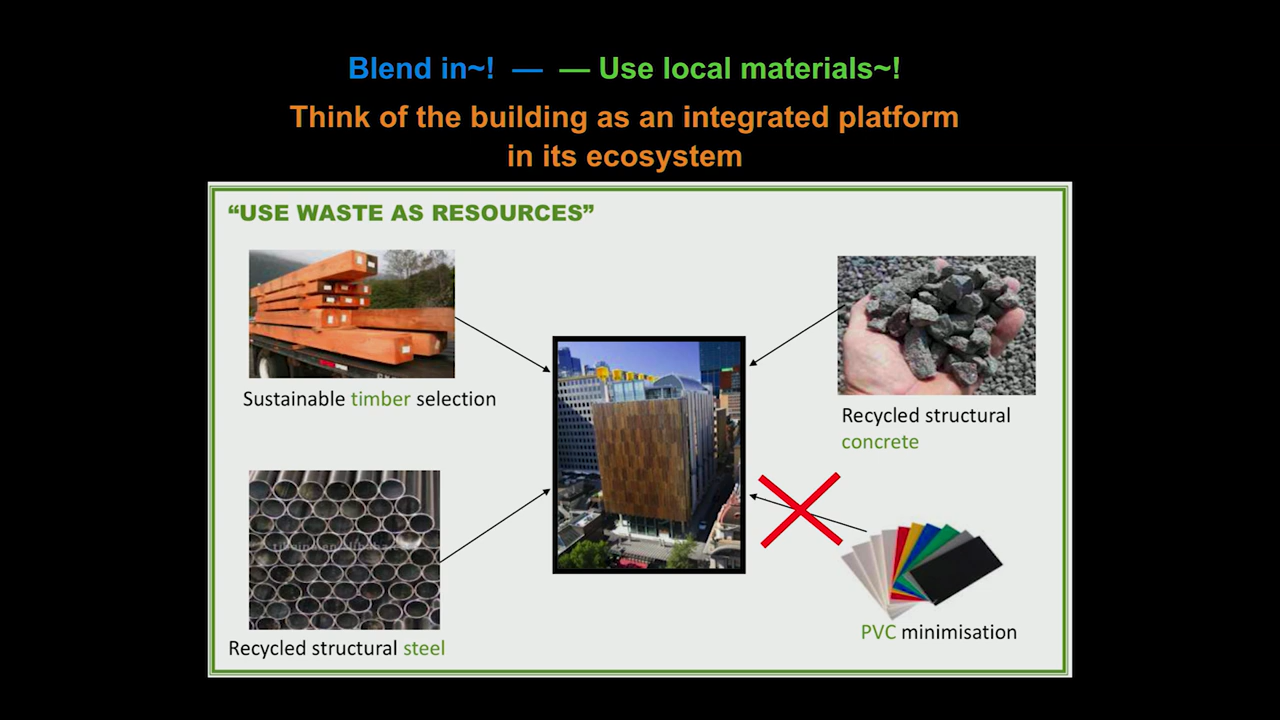 Blend in~! — — Use local materials~!
Think of the building as an integrated platform
in its ecosystem
“USE WASTE AS RESOURCES”
Sustainable timber selection
Recycled structural
concrete
Recycled structural steel
PVC minimisation